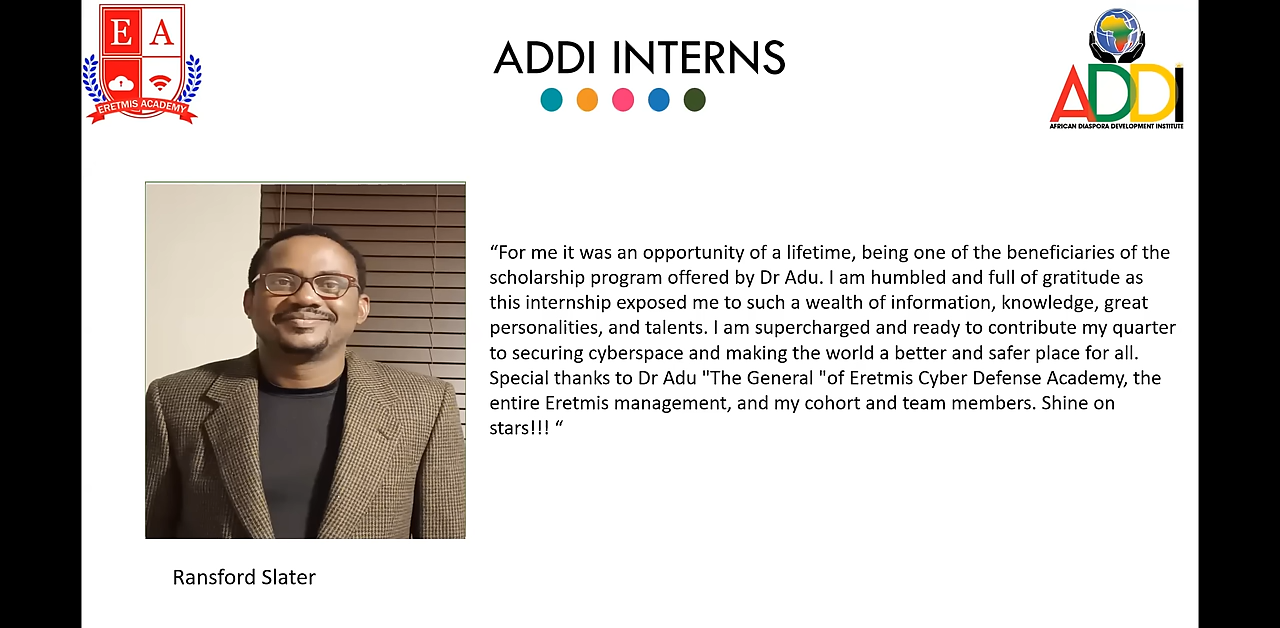 E A
ERETMIS ACADEMY
ADDI INTERNS
ADDI
AFRICAN DIASPORA DEVELOPMENT INSTITUTE
“For me it was an opportunity of a lifetime, being one of the beneficiaries of the
scholarship program offered by Dr Adu. I am humbled and full of gratitude as
this internship exposed me to such a wealth of information, knowledge, great
personalities, and talents. I am supercharged and ready to contribute my quarter
to securing cyberspace and making the world a better and safer place for all.
Special thanks to Dr Adu "The General "of Eretmis Cyber Defense Academy, the
entire Eretmis management, and my cohort and team members. Shine on
stars!!! “
Ransford Slater